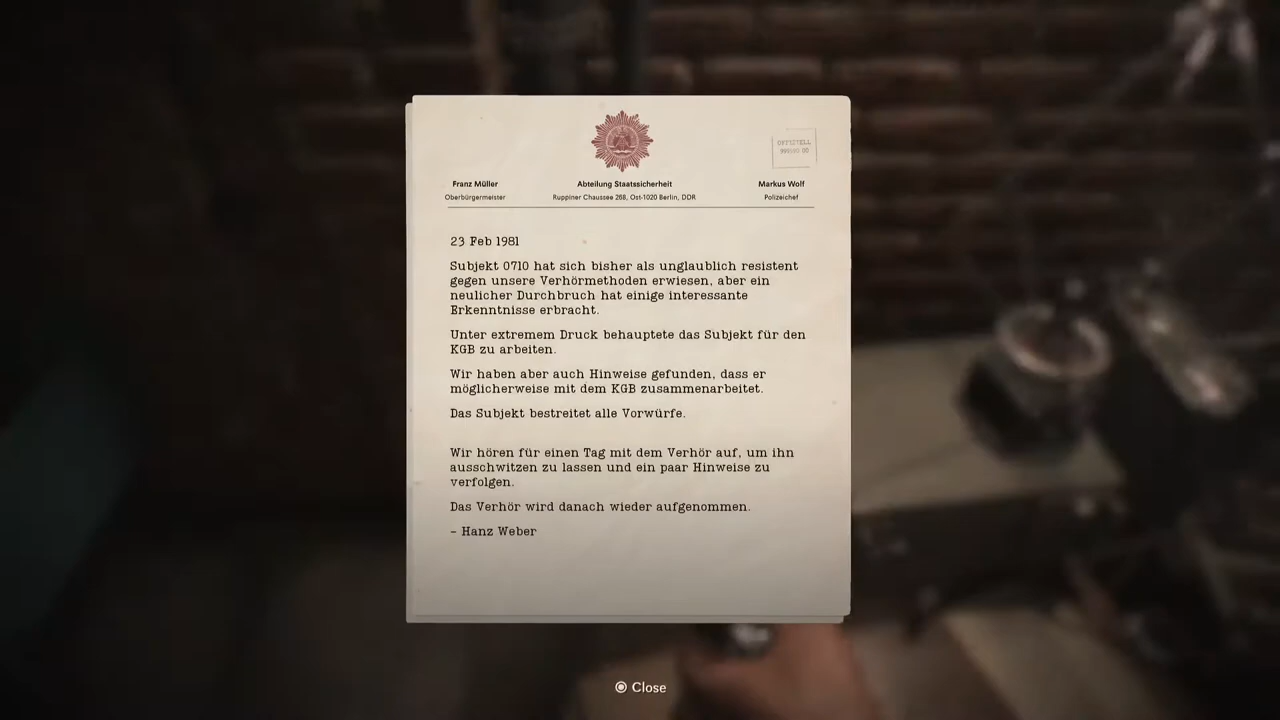 OFFIZIELL
Franz Müller
Oberbürgermeister
Abteilung Staatssicherheit
Ruppiner Chaussee 268, Ost-1020 Berlin, DDR
Markus Wolf
Polizeichef
23 Feb 1981
Subjekt 0710 hat sich bisher als unglaublich resistent
gegen unsere Verhörmethoden erwiesen, aber ein
neulicher Durchbruch hat einige interessante
Erkenntnisse erbracht.
Unter extremem Druck behauptete das Subjekt für den
KGB zu arbeiten.
Wir haben aber auch Hinweise gefunden, dass er
möglicherweise mit dem KGB zusammenarbeitet.
Das Subjekt bestreitet alle Vorwürfe.
Wir hören für einen Tag mit dem Verhör auf, um ihn
ausschwitzen zu lassen und ein paar Hinweise zu
verfolgen.
Das Verhör wird danach wieder aufgenommen.
– Hanz Weber
Close